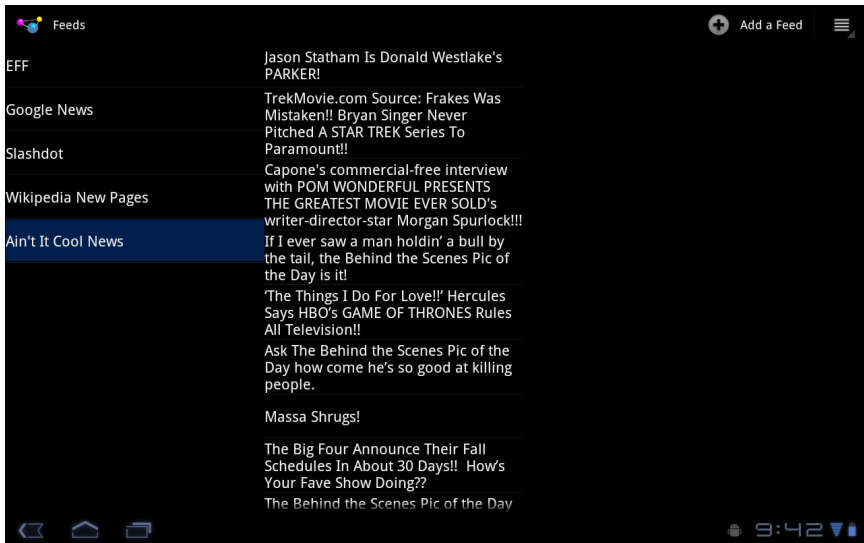 Feeds
Add a Feed
EFF
Google News
Slashdot
Wikipedia New Pages
Ain't It Cool News
Jason Statham Is Donald Westlake's
PARKER!
TrekMovie.com Source: Frakes Was
Mistaken!! Bryan Singer Never
Pitched A STAR TREK Series To
Paramount!!
Capone's commercial-free interview
with POM WONDERFUL PRESENTS
THE GREATEST MOVIE EVER SOLD's
writer-director-star Morgan Spurlock!!!
If I ever saw a man holdin’ a bull by
the tail, the Behind the Scenes Pic of
the Day is it!
‘The Things I Do For Love!!’ Hercules
Says HBO’s GAME OF THRONES Rules
All Television!!
Ask The Behind the Scenes Pic of the
Day how come he’s so good at killing
people.
Massa Shrugs!
The Big Four Announce Their Fall
Schedules In About 30 Days!!  How’s
Your Fave Show Doing??
The Behind the Scenes Pic of the Day
9:42